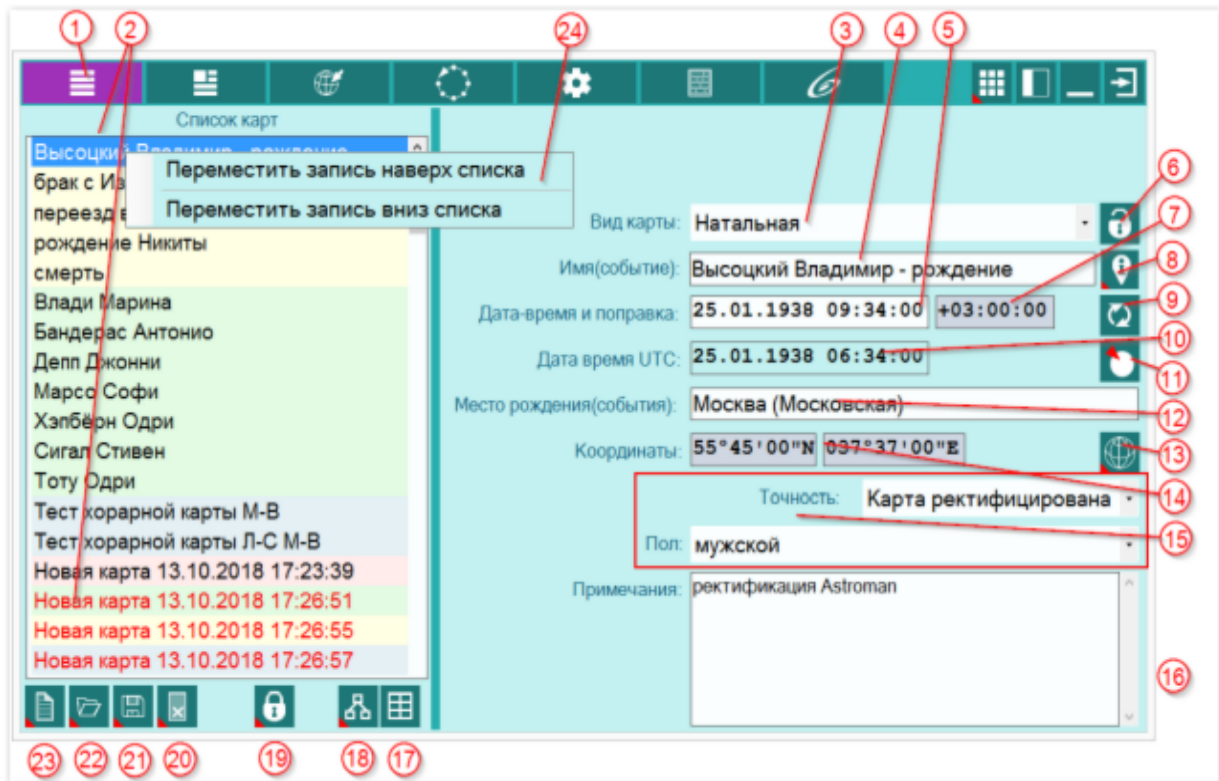 1 2 24 3 4 5
Список карт
Высоцкий Владимир - рождение
Переместить запись наверх списка
брак с Из
переезд в
Переместить запись вниз списка
рождение Никиты
смерть
Влади Марина
Бандерас Антонио
Депп Джонни
Марсо Софи
Хэпбёрн Одри
Сигал Стивен
Тоту Одри
Тест хорарной карты М-В
Тест хорарной карты Л-С М-В
Новая карта 13.10.2018 17:23:39
Новая карта 13.10.2018 17:26:51
Новая карта 13.10.2018 17:26:55
Новая карта 13.10.2018 17:26:57
Вид карты: Натальная
6
7
Имя(событие): Высоцкий Владимир - рождение
8
Дата-время и поправка: 25.01.1938 09:34:00 +03:00:00
9
Дата время UTC: 25.01.1938 06:34:00
10
11
Место рождения(события): Москва (Московская)
12
Координаты: 55°45'00"N 037°37'00"E
13
Точность: Карта ректифицирована
14
15
Пол: мужской
Примечания: ректификация Astroman
16
23 22 21 20 19 18 17